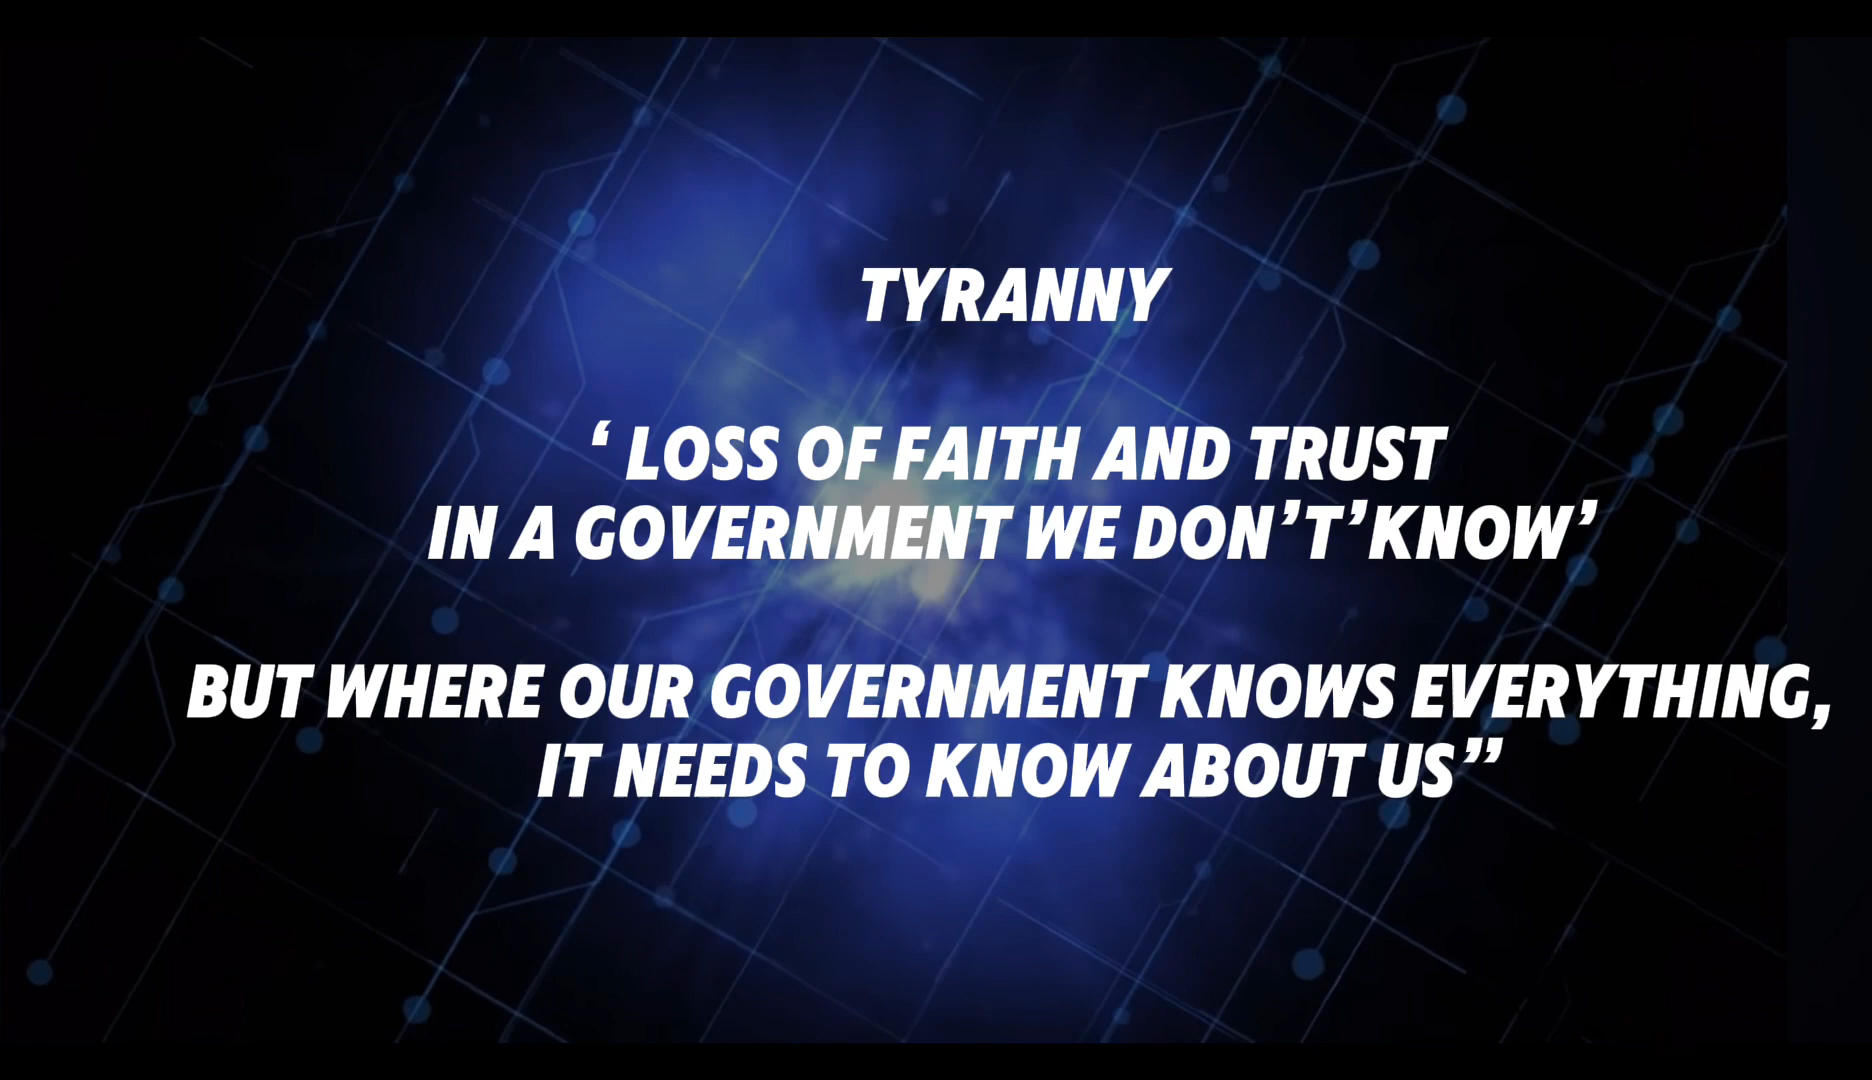 TYRANNY
‘ LOSS OF FAITH AND TRUST
IN A GOVERNMENT WE DON’T’KNOW’
BUT WHERE OUR GOVERNMENT KNOWS EVERYTHING,
IT NEEDS TO KNOW ABOUT US”